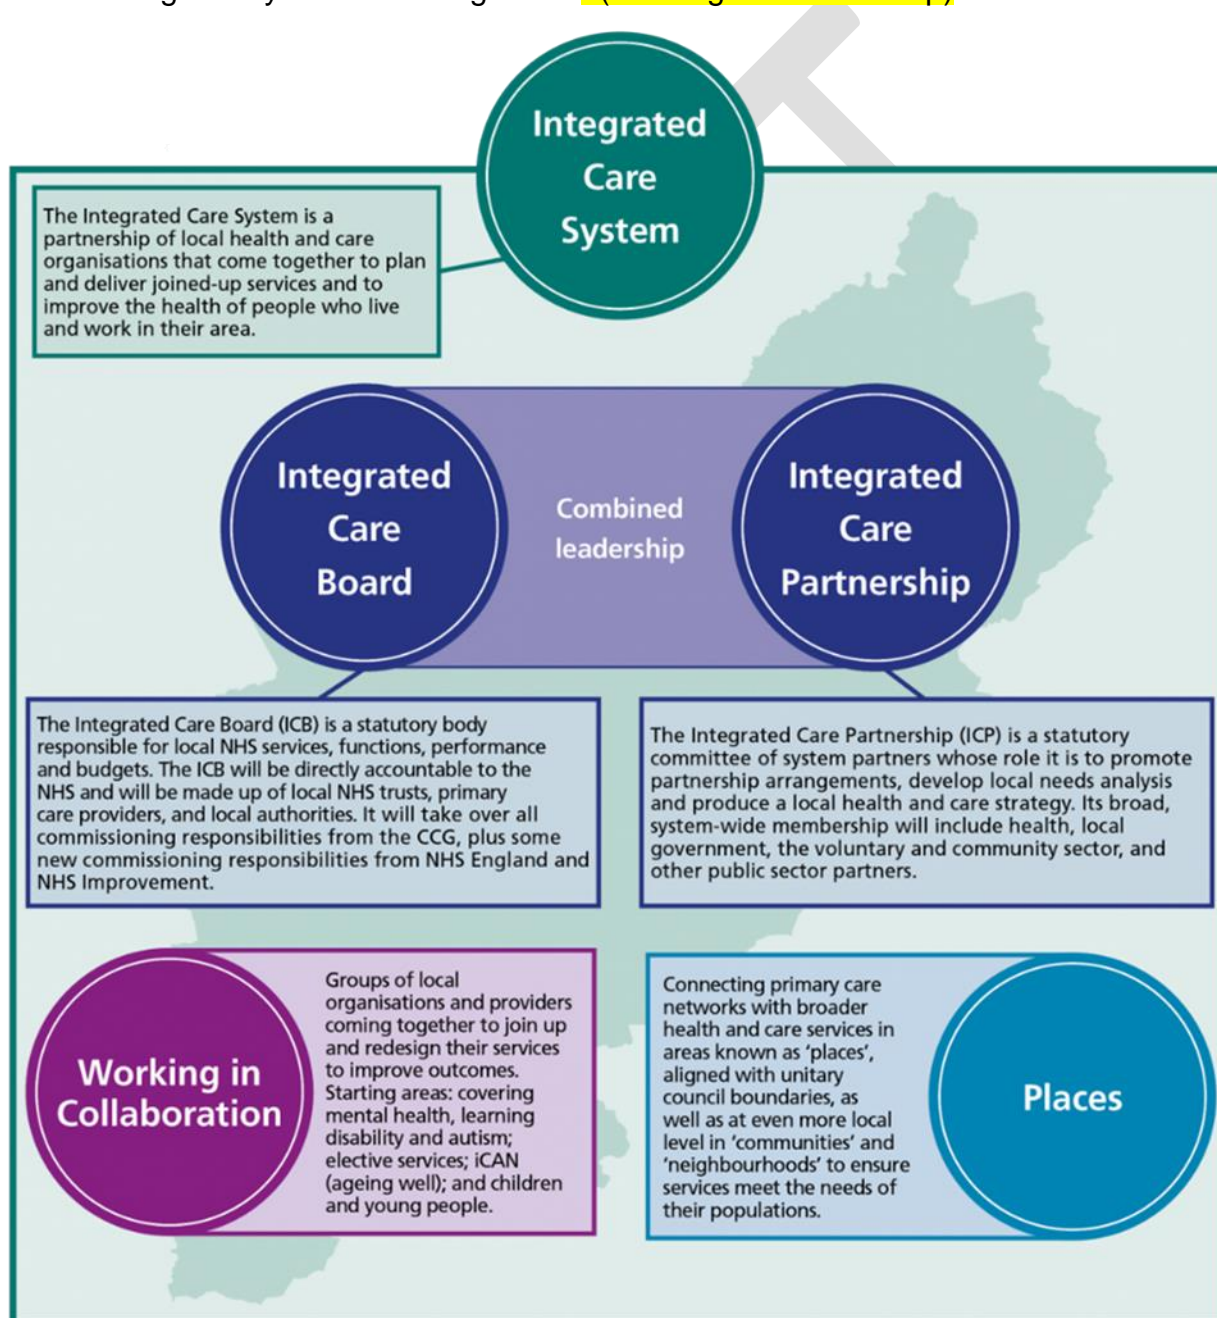 Integrated
Care
System
The Integrated Care System is a
partnership of local health and care
organisations that come together to plan
and deliver joined-up services and to
improve the health of people who live
and work in their area.
Integrated
Care
Board
Combined
leadership
Integrated
Care
Partnership
The Integrated Care Board (ICB) is a statutory body
responsible for local NHS services, functions, performance
and budgets. The ICB will be directly accountable to the
NHS and will be made up of local NHS trusts, primary
care providers, and local authorities. It will take over all
commissioning responsibilities from the CCG, plus some
new commissioning responsibilities from NHS England and
NHS Improvement.
The Integrated Care Partnership (ICP) is a statutory
committee of system partners whose role it is to promote
partnership arrangements, develop local needs analysis
and produce a local health and care strategy. Its broad,
system-wide membership will include health, local
government, the voluntary and community sector, and
other public sector partners.
Working in
Collaboration
Groups of local
organisations and providers
coming together to join up
and redesign their services
to improve outcomes.
Starting areas: covering
mental health, learning
disability and autism;
elective services; iCAN
(ageing well); and children
and young people.
Connecting primary care
networks with broader
health and care services in
areas known as ‘places’,
aligned with unitary
council boundaries, as
well as at even more local
level in ‘communities’ and
‘neighbourhoods’ to ensure
services meet the needs of
their populations.
Places